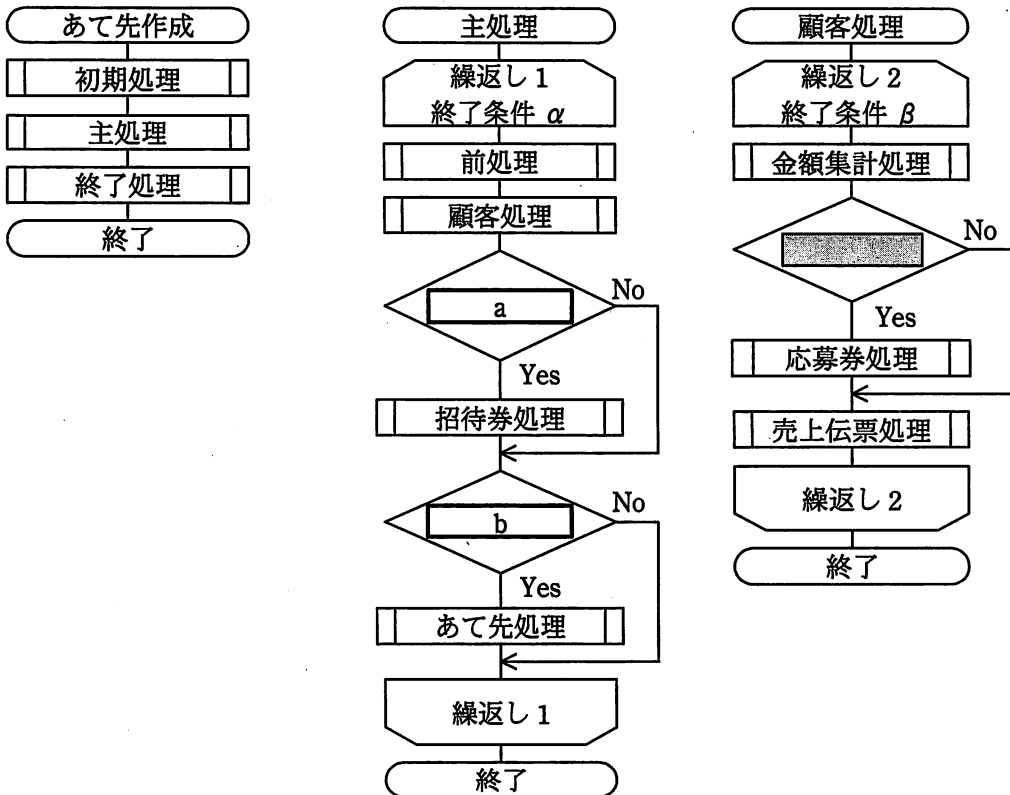 あて先作成
初期処理
主処理
終了処理
終了
主処理
繰返し1
終了条件 α
前処理
顧客処理
a
No
Yes
招待券処理
b
No
Yes
あて先処理
繰返し1
終了
顧客処理
繰返し2
終了条件 β
金額集計処理
No
Yes
応募券処理
売上伝票処理
繰返し2
終了